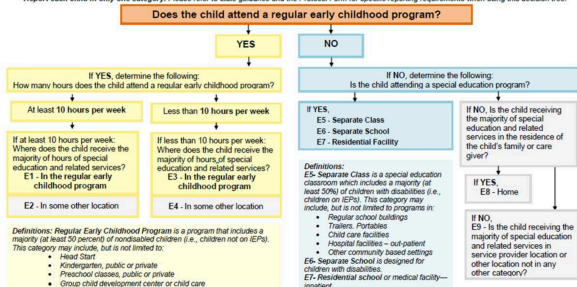 Does the child attend a regular early childhood program?
YES
NO
If YES, determine the following:
How many hours does the child attend a regular early childhood program?
At least 10 hours per week
Less than 10 hours per week
If at least 10 hours per week:
Where does the child receive the
majority of hours of special
education and related services?
E1 - In the regular early
childhood program
E2 – In some other location
If less than 10 hours per week:
Where does the child receive the
majority of hours of special
education and related services?
E3 - In the regular early
childhood program
E4 – In some other location
Definitions: Regular Early Childhood Program is a program that includes a
majority (at least 50 percent) of nondisabled children (i.e., children not on IEPs).
This category may include, but is not limited to:
• Head Start
• Kindergarten, public or private
• Preschool classes, public or private
• Group child development center or child care
If NO, determine the following:
Is the child attending a special education program?
If YES,
E5 - Separate Class
E6 - Separate School
E7 - Residential Facility
Definitions:
E5- Separate Class is a special education
classroom which includes a majority (at
least 50%) of children with disabilities (i.e.,
children on IEPs). This category may
include, but is not limited to programs in:
• Regular school buildings
• Trailers, Portables
• Child care facilities
• Hospital facilities – out-patient
• Other community based settings
E6- Separate School is designed for
children with disabilities.
E7- Residential school or medical facility—
inpatient
If NO, Is the child receiving
the majority of special
education and related
services in the residence of
the child's family or care
giver?
If YES,
E8 - Home
If NO,
E9 - Is the child receiving the
majority of special education
and related services in
service provider location or
other location not in any
other category?